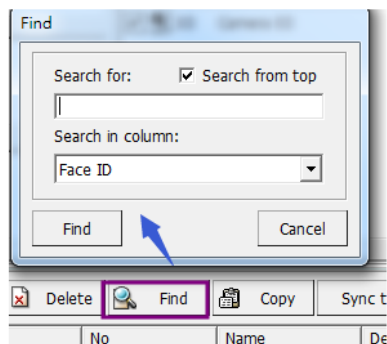 Find
Search for: Search from top
Search in column:
Face ID
Find Cancel
Delete Find Copy Sync t
No Name De